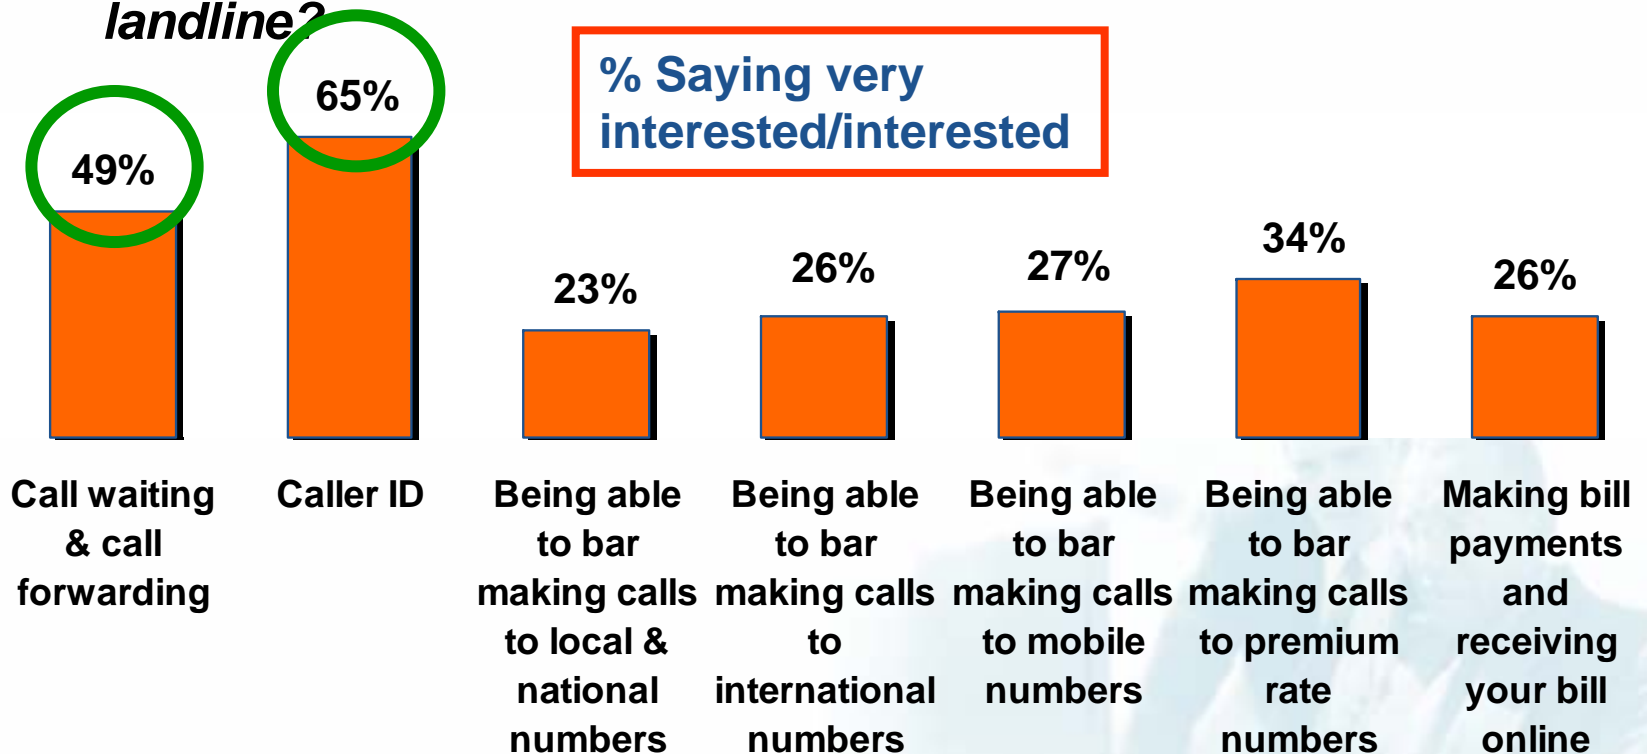 landline?
% Saying very
interested/interested
49%
65%
23%
26%
27%
34%
26%
Call waiting
& call
forwarding
Caller ID
Being able
to bar
making calls
to local &
national
numbers
Being able
to bar
making calls
to
international
numbers
Being able
to bar
making calls
to mobile
numbers
Being able
to bar
making calls
to premium
rate
numbers
Making bill
payments
and
receiving
your bill
online